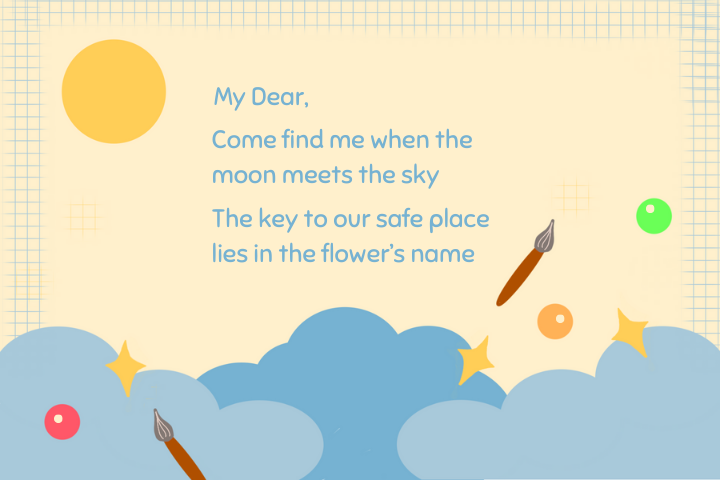 My Dear,
Come find me when the
moon meets the sky
The key to our safe place
lies in the flower's name